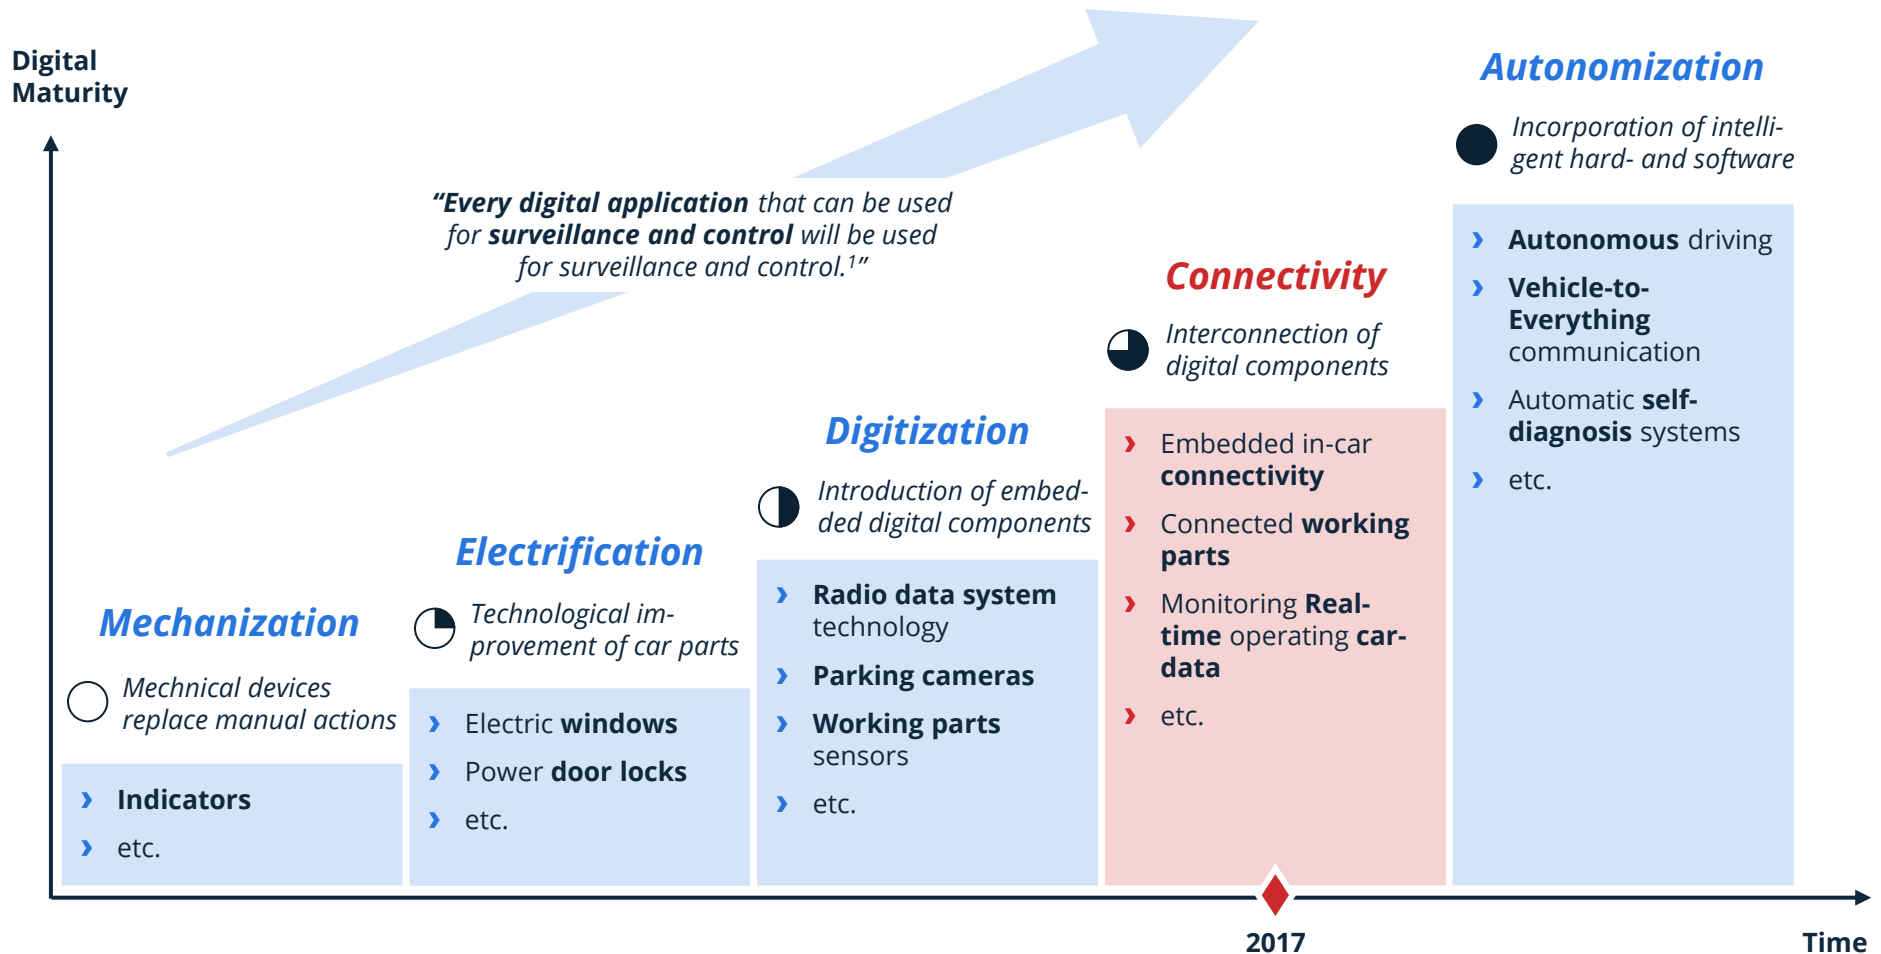 Digital
Maturity
“Every digital application that can be used
for surveillance and control will be used
for surveillance and control.¹”
Mechanization
Mechnical devices
replace manual actions
› Indicators
› etc.
Electrification
Technological im-
provement of car parts
› Electric windows
› Power door locks
› etc.
Digitization
Introduction of embed-
ded digital components
› Radio data system
technology
› Parking cameras
› Working parts
sensors
› etc.
Connectivity
Interconnection of
digital components
› Embedded in-car
connectivity
› Connected working
parts
› Monitoring Real-
time operating car-
data
› etc.
Autonomization
Incorporation of intelli-
gent hard- and software
› Autonomous driving
› Vehicle-to-
Everything
communication
› Automatic self-
diagnosis systems
› etc.
2017
Time